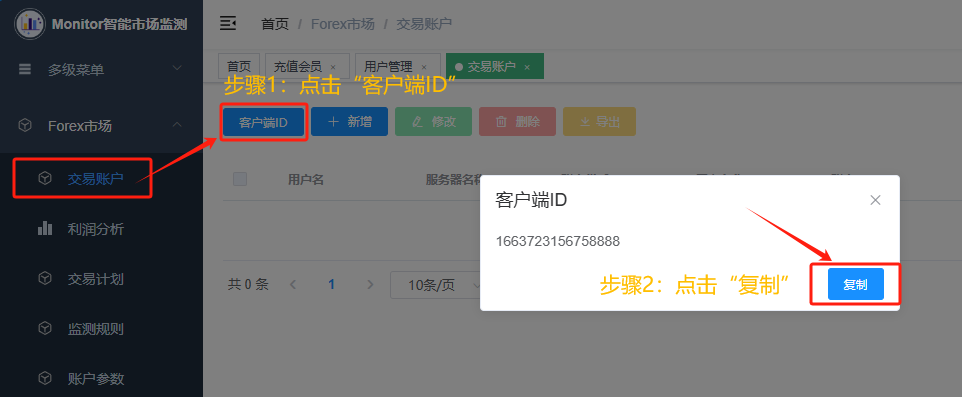 Monitor智能市场监测
首页 / Forex市场 / 交易账户
多级菜单
首页 充值会员 × 用户管理 × 交易账户 ×
步骤1：点击“客户端ID”
客户端ID 新增 修改 删除 导出
Forex市场
交易账户
用户名 服务器名称
利润分析
交易计划
监测规则
账户参数
客户端ID
1663723156758888
步骤2：点击“复制”
复制
共 0 条 < 1 > 10条/页